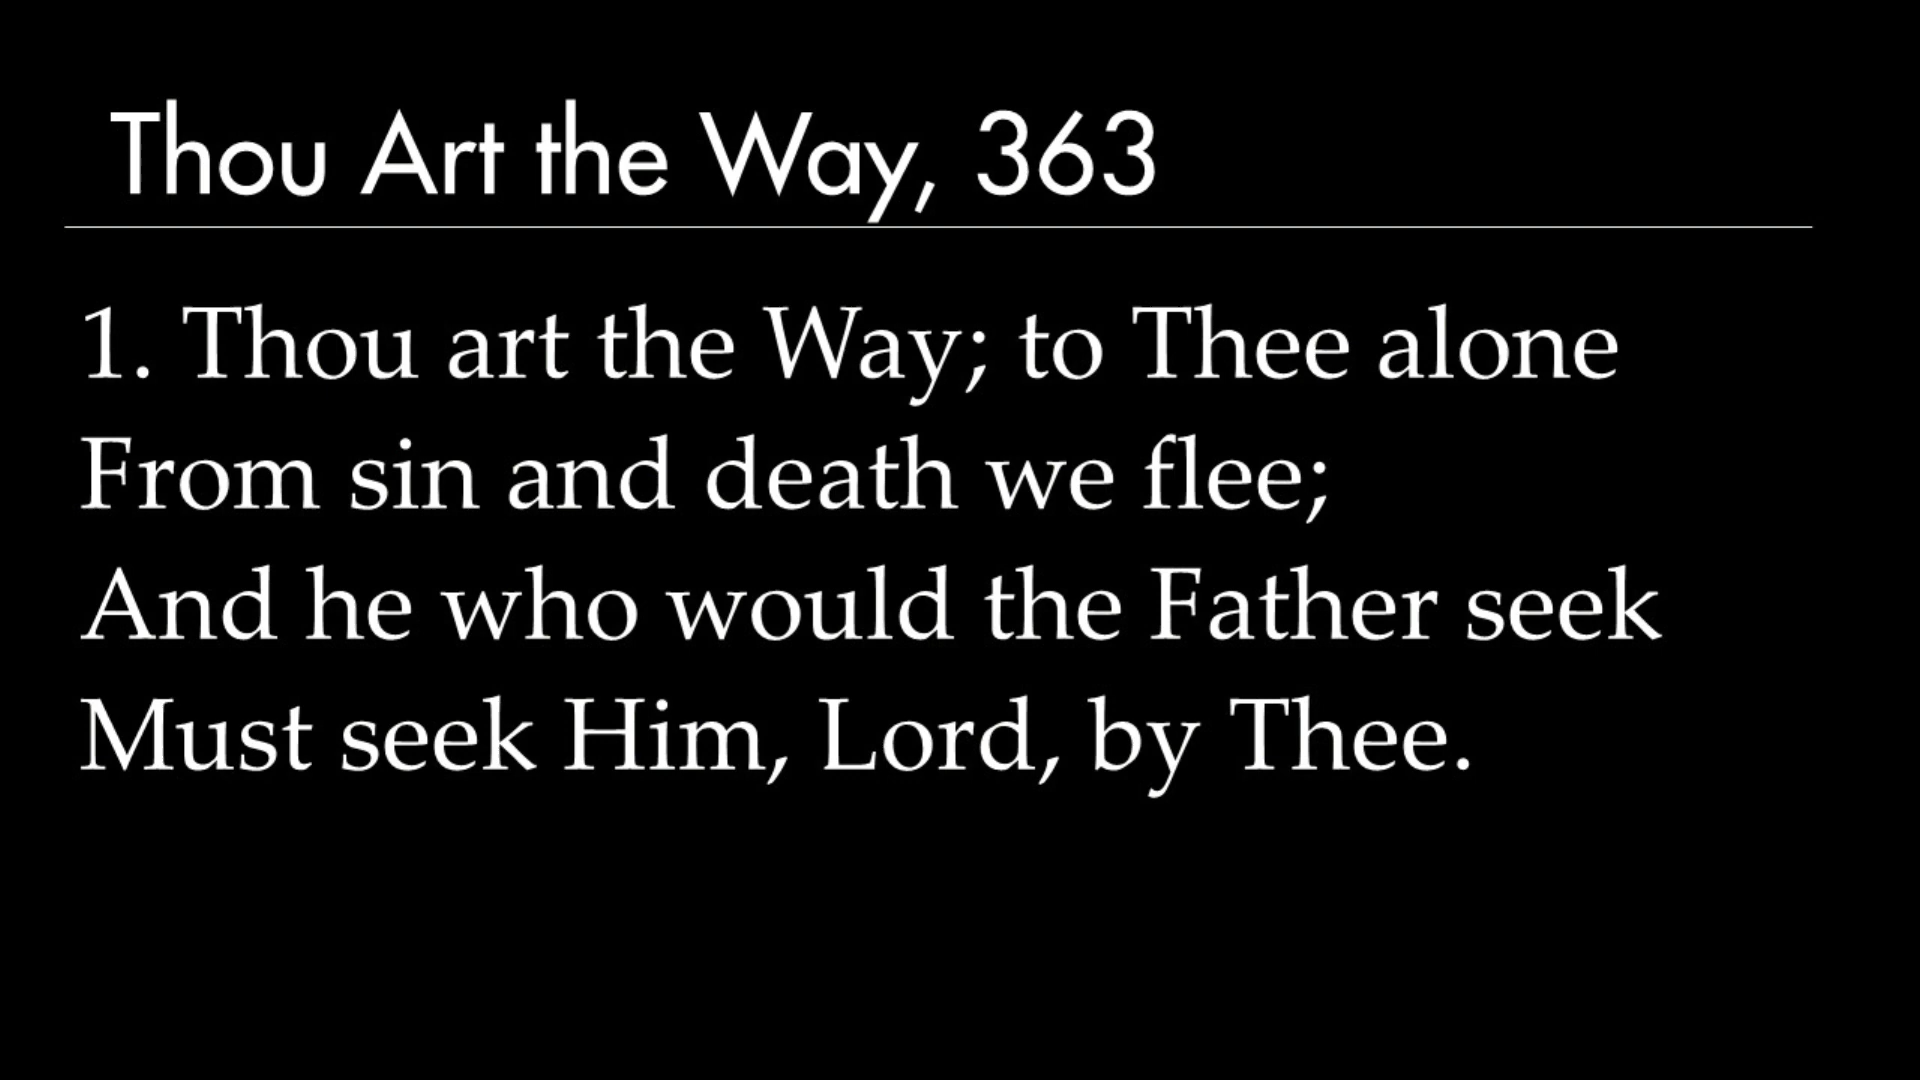 Thou Art the Way, 363
1. Thou art the Way; to Thee alone
From sin and death we flee;
And he who would the Father seek
Must seek Him, Lord, by Thee.